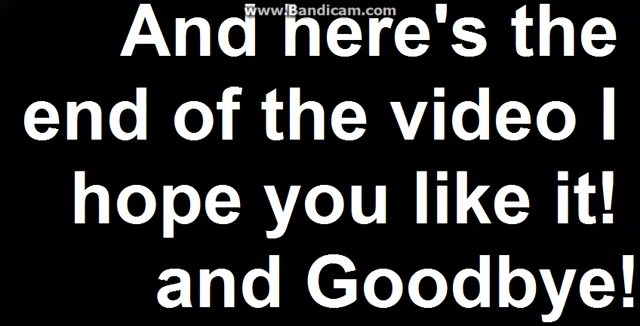 www.Bandicam.com
And here's the
end of the video I
hope you like it!
and Goodbye!